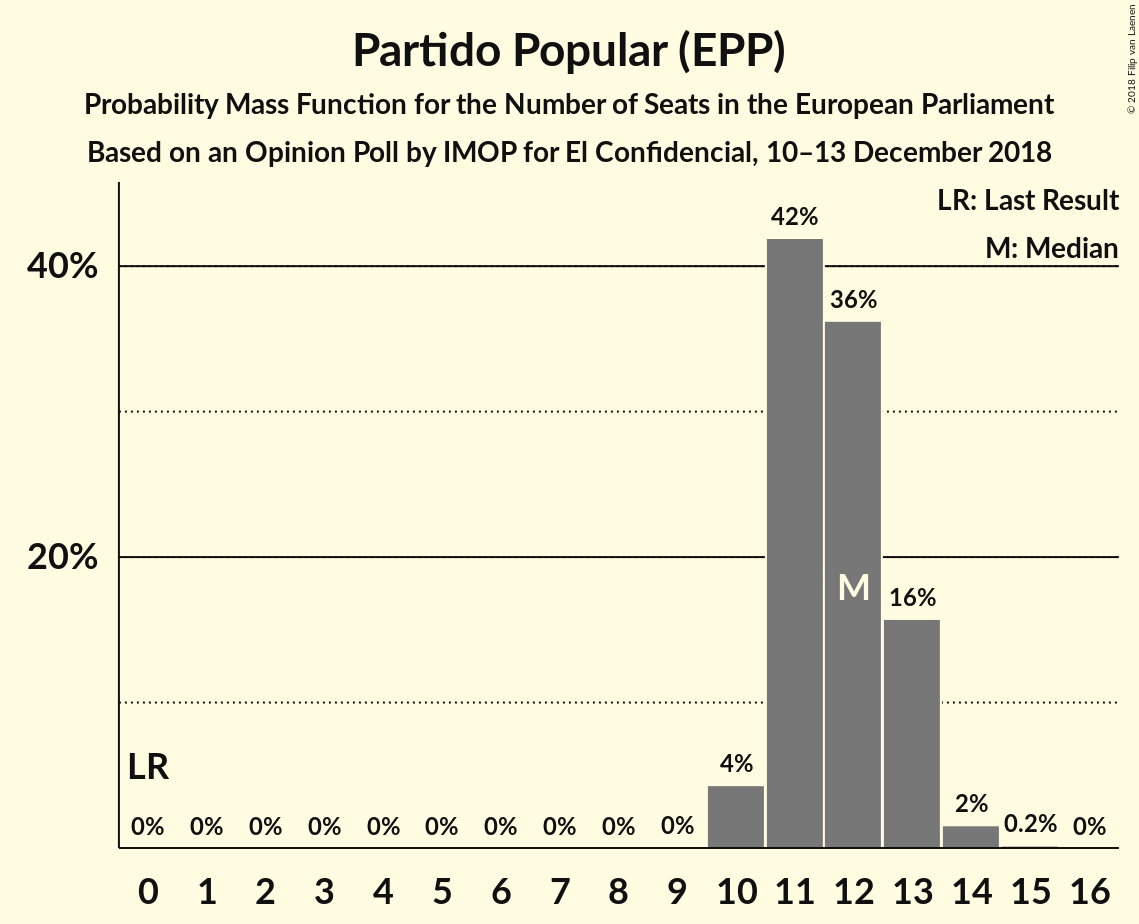 Partido Popular (EPP)
Probability Mass Function for the Number of Seats in the European Parliament
Based on an Opinion Poll by IMOP for El Confidencial, 10–13 December 2018
© 2018 Filip van Laenen
LR: Last Result
M: Median
40%
20%
42%
36%
M
16%
LR
0% 0% 0% 0% 0% 0% 0% 0% 0% 0% 4% 2% 0.2% 0%
0 1 2 3 4 5 6 7 8 9 10 11 12 13 14 15 16